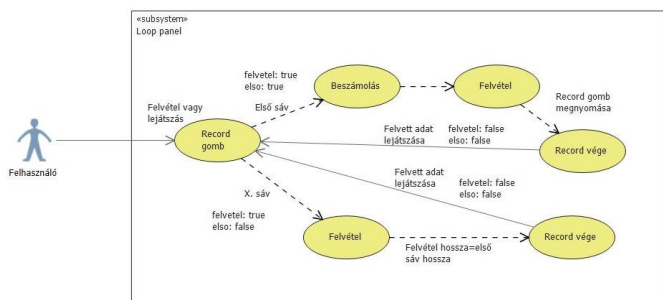 «subsystem»
Loop panel
felvetel: true
elso: true
Beszámolás
Felvétel
Első sáv
Record gomb
megnyomása
Felvétel vagy
lejátszás
Record
gomb
Felvett adat
lejátszása
felvetel: false
elso: false
Record vége
Felhasználó
Felvett adat
lejátszása
felvetel: false
elso: false
X. sáv
felvetel: true
elso: false
Felvétel
Felvétel hossza=első
sáv hossza
Record vége